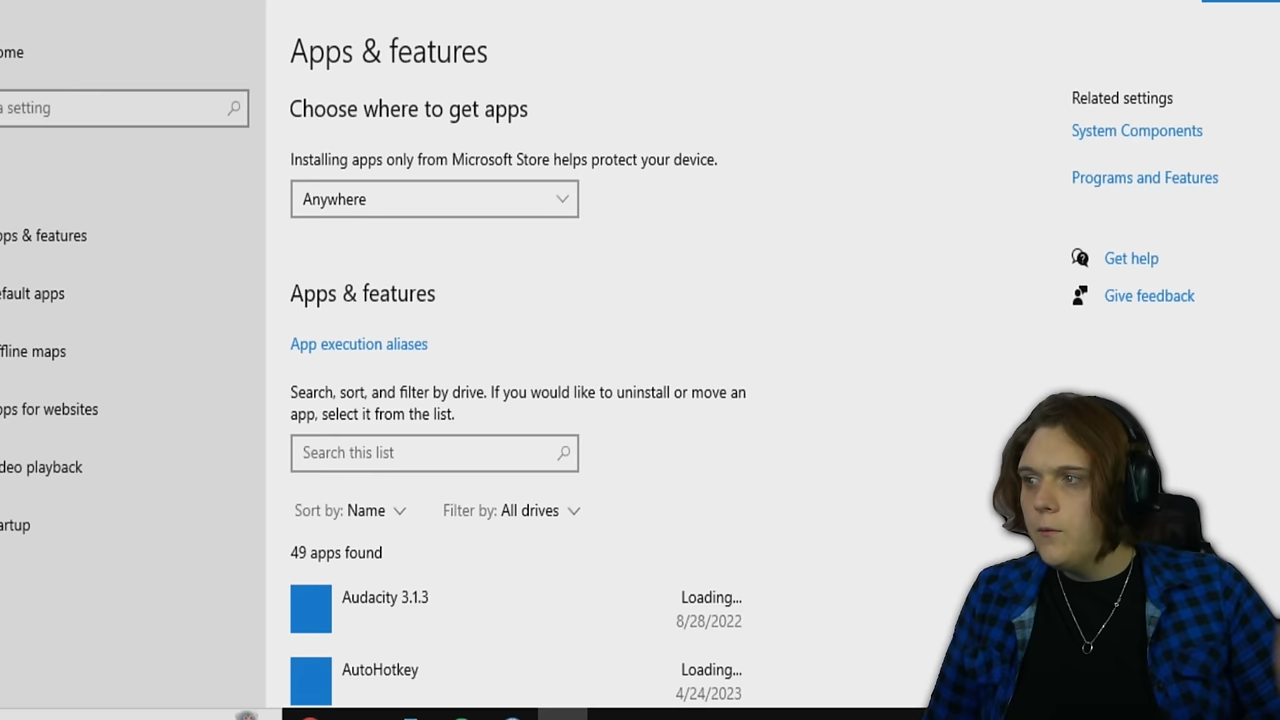 ome
a setting
ps & features
efault apps
ffline maps
ps for websites
deo playback
artup
Apps & features
Choose where to get apps
Installing apps only from Microsoft Store helps protect your device.
Anywhere
Apps & features
App execution aliases
Search, sort, and filter by drive. If you would like to uninstall or move an
app, select it from the list.
Search this list
Sort by: Name Filter by: All drives
49 apps found
Audacity 3.1.3 Loading...
8/28/2022
AutoHotkey Loading...
4/24/2023
Related settings
System Components
Programs and Features
Get help
Give feedback